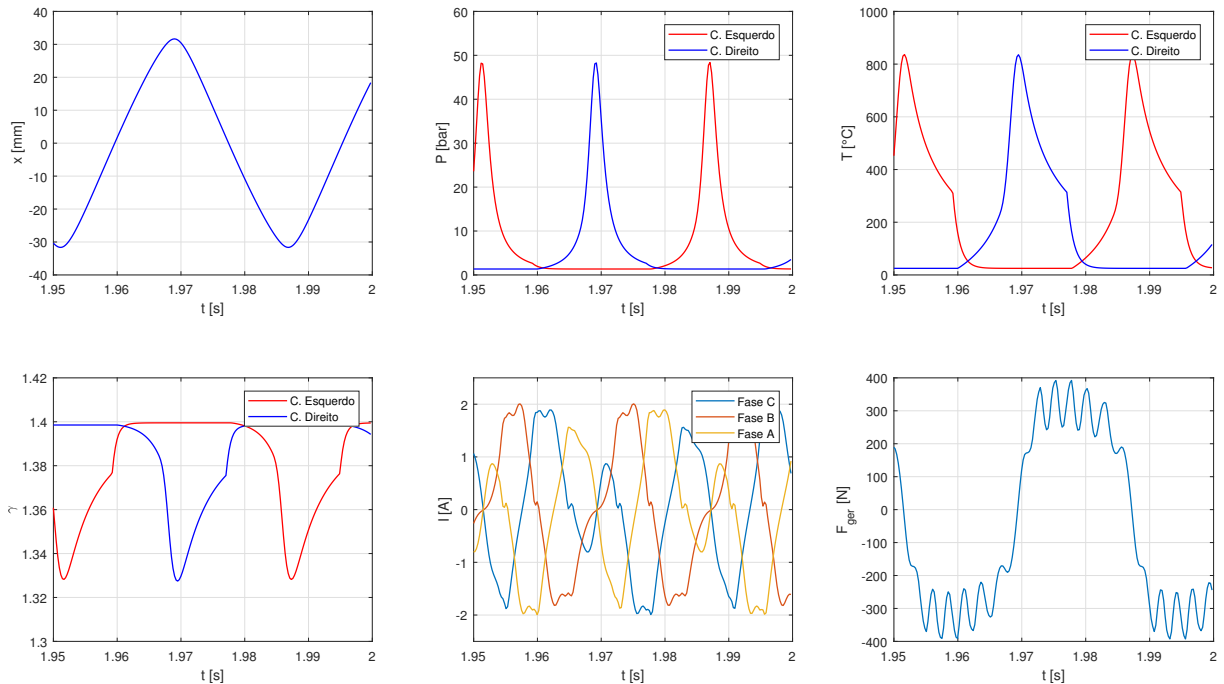 40
30
20
10
0
-10
-20
-30
-40
x [mm]
1.95 1.96 1.97 1.98 1.99 2
t [s]
60
50
40
30
20
10
0
P [bar]
C. Esquerdo
C. Direito
1.95 1.96 1.97 1.98 1.99 2
t [s]
1000
800
600
400
200
0
T [°C]
C. Esquerdo
C. Direito
1.95 1.96 1.97 1.98 1.99 2
t [s]
1.42
1.4
1.38
1.36
1.34
1.32
1.3
γ
C. Esquerdo
C. Direito
1.95 1.96 1.97 1.98 1.99 2
t [s]
2
1
0
-1
-2
I [A]
Fase C
Fase B
Fase A
1.95 1.96 1.97 1.98 1.99 2
t [s]
400
300
200
100
0
-100
-200
-300
-400
F_ger [N]
1.95 1.96 1.97 1.98 1.99 2
t [s]